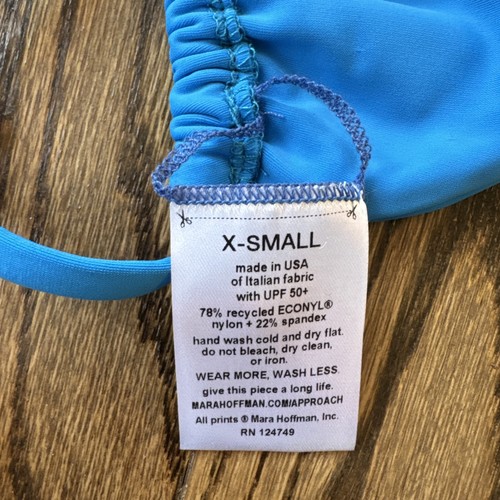 X-SMALL
made in USA
of Italian fabric
with UPF 50+
78% recycled ECONYL®
nylon + 22% spandex
hand wash cold and dry flat.
do not bleach, dry clean,
or iron.
WEAR MORE, WASH LESS.
give this piece a long life.
MARAHOFFMAN.COM/APPROACH
All prints ® Mara Hoffman, Inc.
RN 124749